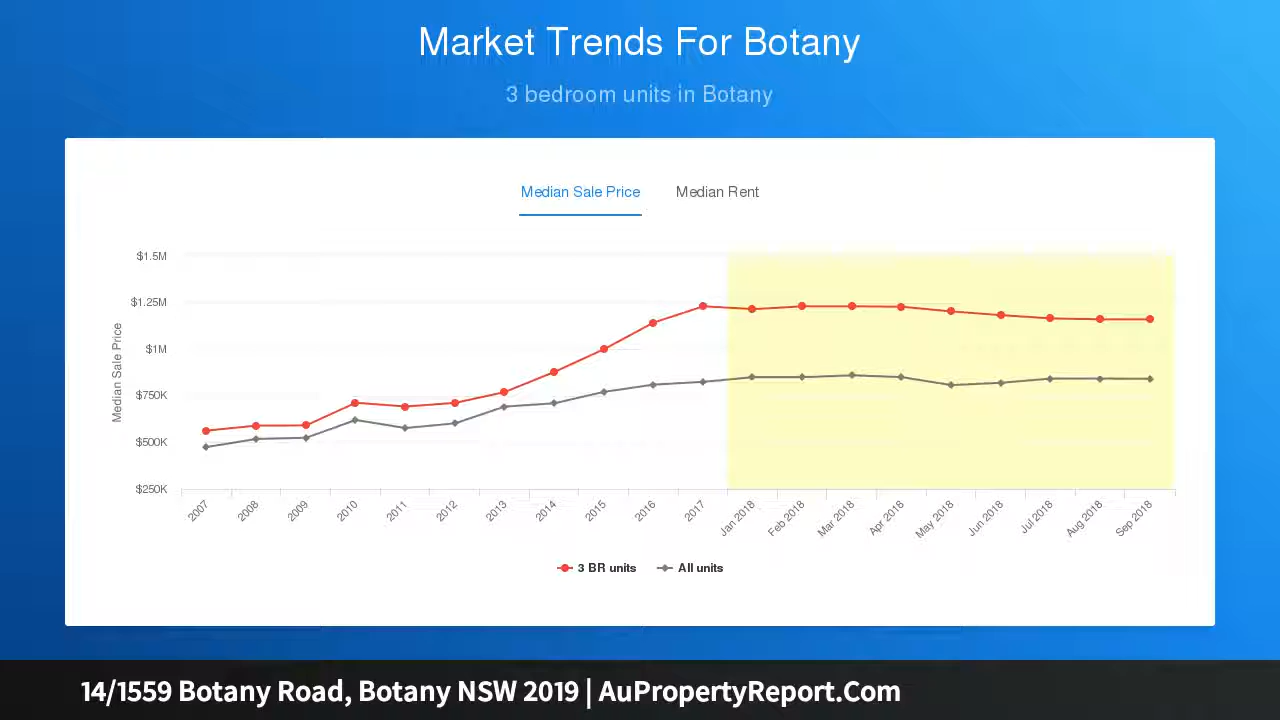 Market Trends For Botany
3 bedroom units in Botany
Median Sale Price Median Rent
$1.5M
$1.25M
$1M
$750K
$500K
$250K
Median Sale Price
2007 2008 2009 2010 2011 2012 2013 2014 2015 2016 2017 Jan 2018 Feb 2018 Mar 2018 Apr 2018 May 2018 Jun 2018 Jul 2018 Aug 2018 Sep 2018
3 BR units All units
14/1559 Botany Road, Botany NSW 2019 | AuPropertyReport.Com